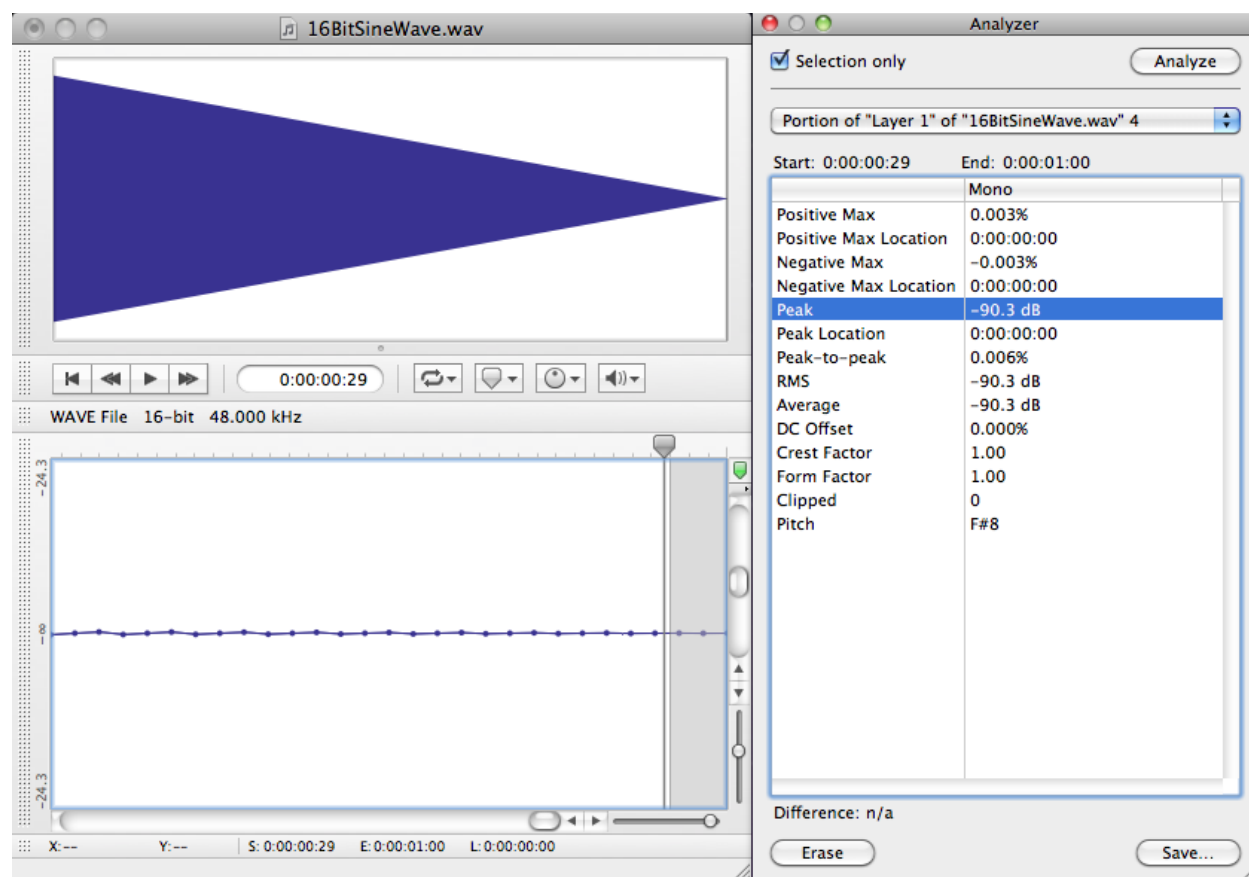 16BitSineWave.wav
0:00:00:29
WAVE File 16-bit 48.000 kHz
-24.3
-∞
-24.3
X:-- Y:-- S: 0:00:00:29 E: 0:00:01:00 L: 0:00:00:00
Analyzer
Selection only Analyze
Portion of "Layer 1" of "16BitSineWave.wav" 4
Start: 0:00:00:29 End: 0:00:01:00
Mono
Positive Max 0.003%
Positive Max Location 0:00:00:00
Negative Max -0.003%
Negative Max Location 0:00:00:00
Peak -90.3 dB
Peak Location 0:00:00:00
Peak-to-peak 0.006%
RMS -90.3 dB
Average -90.3 dB
DC Offset 0.000%
Crest Factor 1.00
Form Factor 1.00
Clipped 0
Pitch F#8
Difference: n/a
Erase Save...